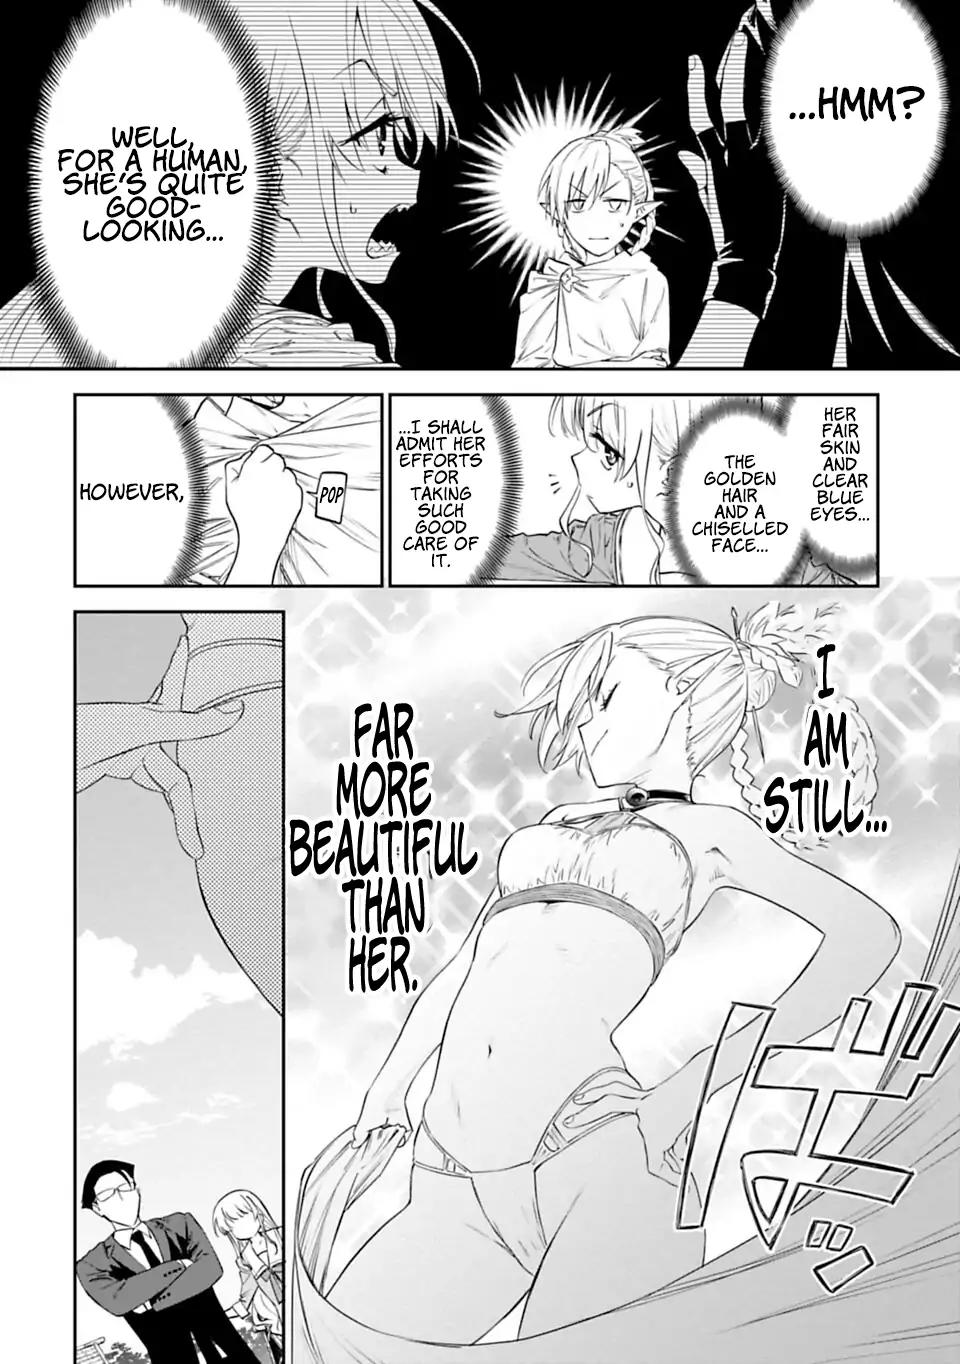 ...HMM?
WELL,
FOR A HUMAN,
SHE'S QUITE
GOOD-
LOOKING...
HER
FAIR
SKIN
AND
CLEAR
BLUE
EYES...
THE
GOLDEN
HAIR
AND A
CHISELLED
FACE...
...I SHALL
ADMIT HER
EFFORTS
FOR
TAKING
SUCH
GOOD
CARE OF
IT.
POP
HOWEVER,
I
AM
STILL...
FAR
MORE
BEAUTIFUL
THAN
HER.
バッ